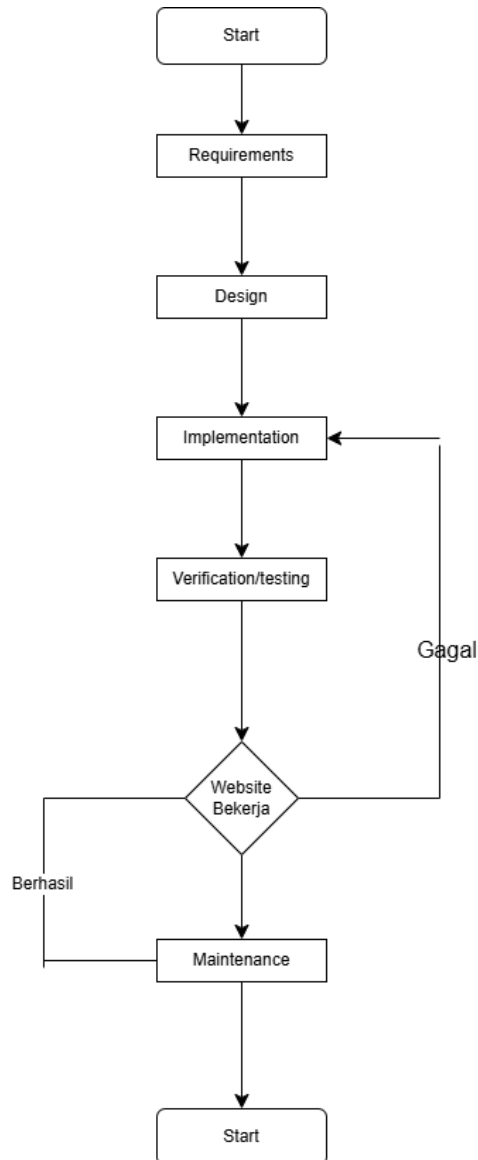 Start
Requirements
Design
Implementation
Verification/testing
Gagal
Website
Bekerja
Berhasil
Maintenance
Start